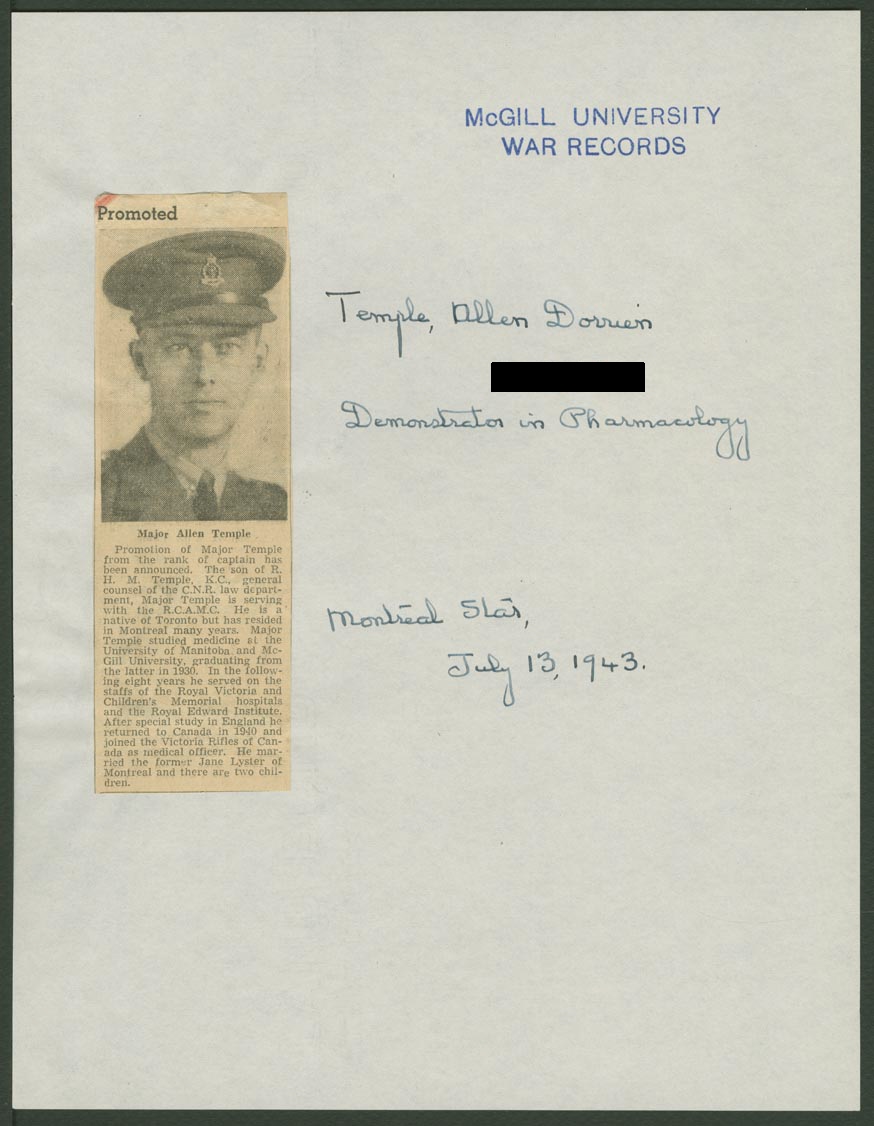 McGILL UNIVERSITY
WAR RECORDS
Promoted
Major Allen Temple
Promotion of Major Temple
from the rank of captain has
been announced. The son of R.
H. M. Temple, K.C., general
counsel of the C.N.R. law depart-
ment, Major Temple is serving
with the R.C.A.M.C. He is a
native of Toronto but has resided
in Montreal many years. Major
Temple studied medicine at the
University of Manitoba and Mc-
Gill University, graduating from
the latter in 1930. In the follow-
ing eight years he served on the
staffs of the Royal Victoria and
Children's Memorial hospitals
and the Royal Edward Institute.
After special study in England he
returned to Canada in 1940 and
joined the Victoria Rifles of Can-
ada as medical officer. He mar-
ried the former Jane Lyster of
Montreal and there are two chil-
dren.
Temple, Allen Dorrien
Demonstrator in Pharmacology
Montreal Star,
July 13, 1943.